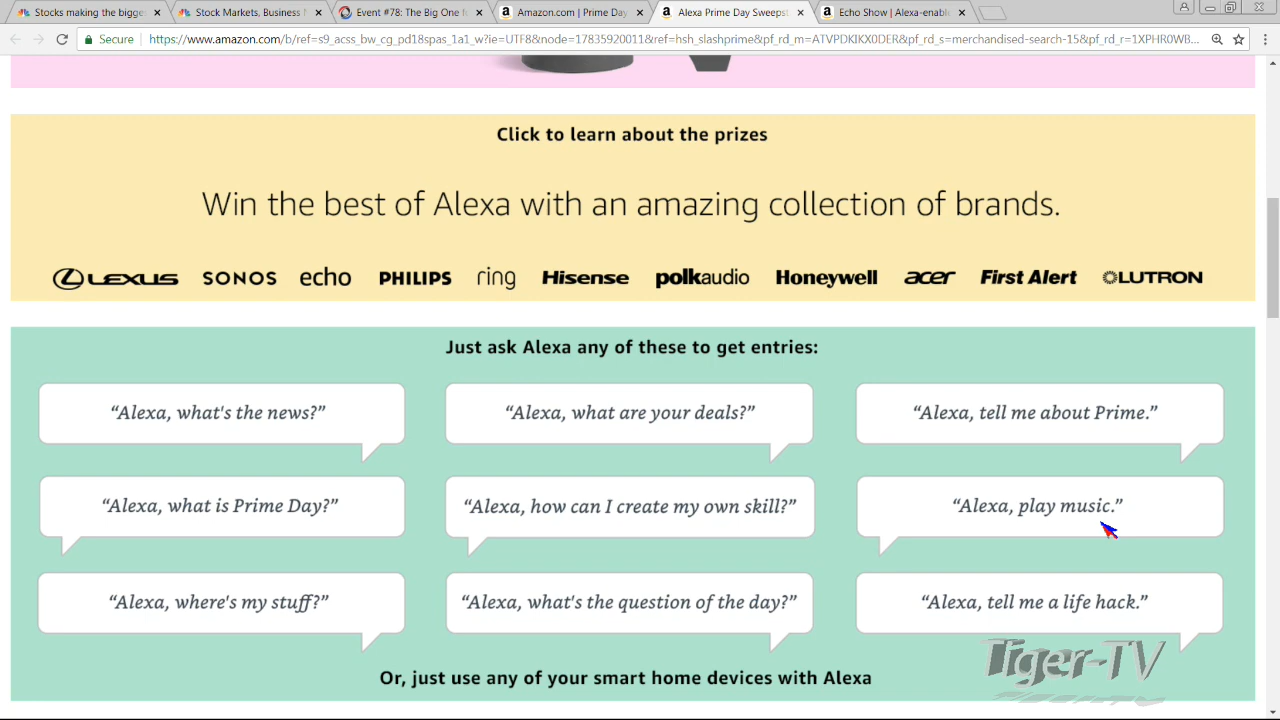 Stocks making the bigge
Stock Markets, Business N
Event #78: The Big One f
Amazon.com | Prime Day
Alexa Prime Day Sweepst
Echo Show | Alexa-enable
Secure
https://www.amazon.com/b/ref=s9_acss_bw_cg_pd18spas_1a1_w?ie=UTF8&node=17835920011&ref=hsh_slashprime&pf_rd_m=ATVPDKIKX0DER&pf_rd_s=merchandised-search-15&pf_rd_r=1XPHR0WB...
Click to learn about the prizes
Win the best of Alexa with an amazing collection of brands.
LEXUS SONOS echo PHILIPS ring Hisense polkaudio Honeywell acer First Alert LUTRON
Just ask Alexa any of these to get entries:
“Alexa, what's the news?” “Alexa, what are your deals?” “Alexa, tell me about Prime.”
“Alexa, what is Prime Day?” “Alexa, how can I create my own skill?” “Alexa, play music.”
“Alexa, where's my stuff?” “Alexa, what's the question of the day?” “Alexa, tell me a life hack.”
Tiger-TV
Or, just use any of your smart home devices with Alexa